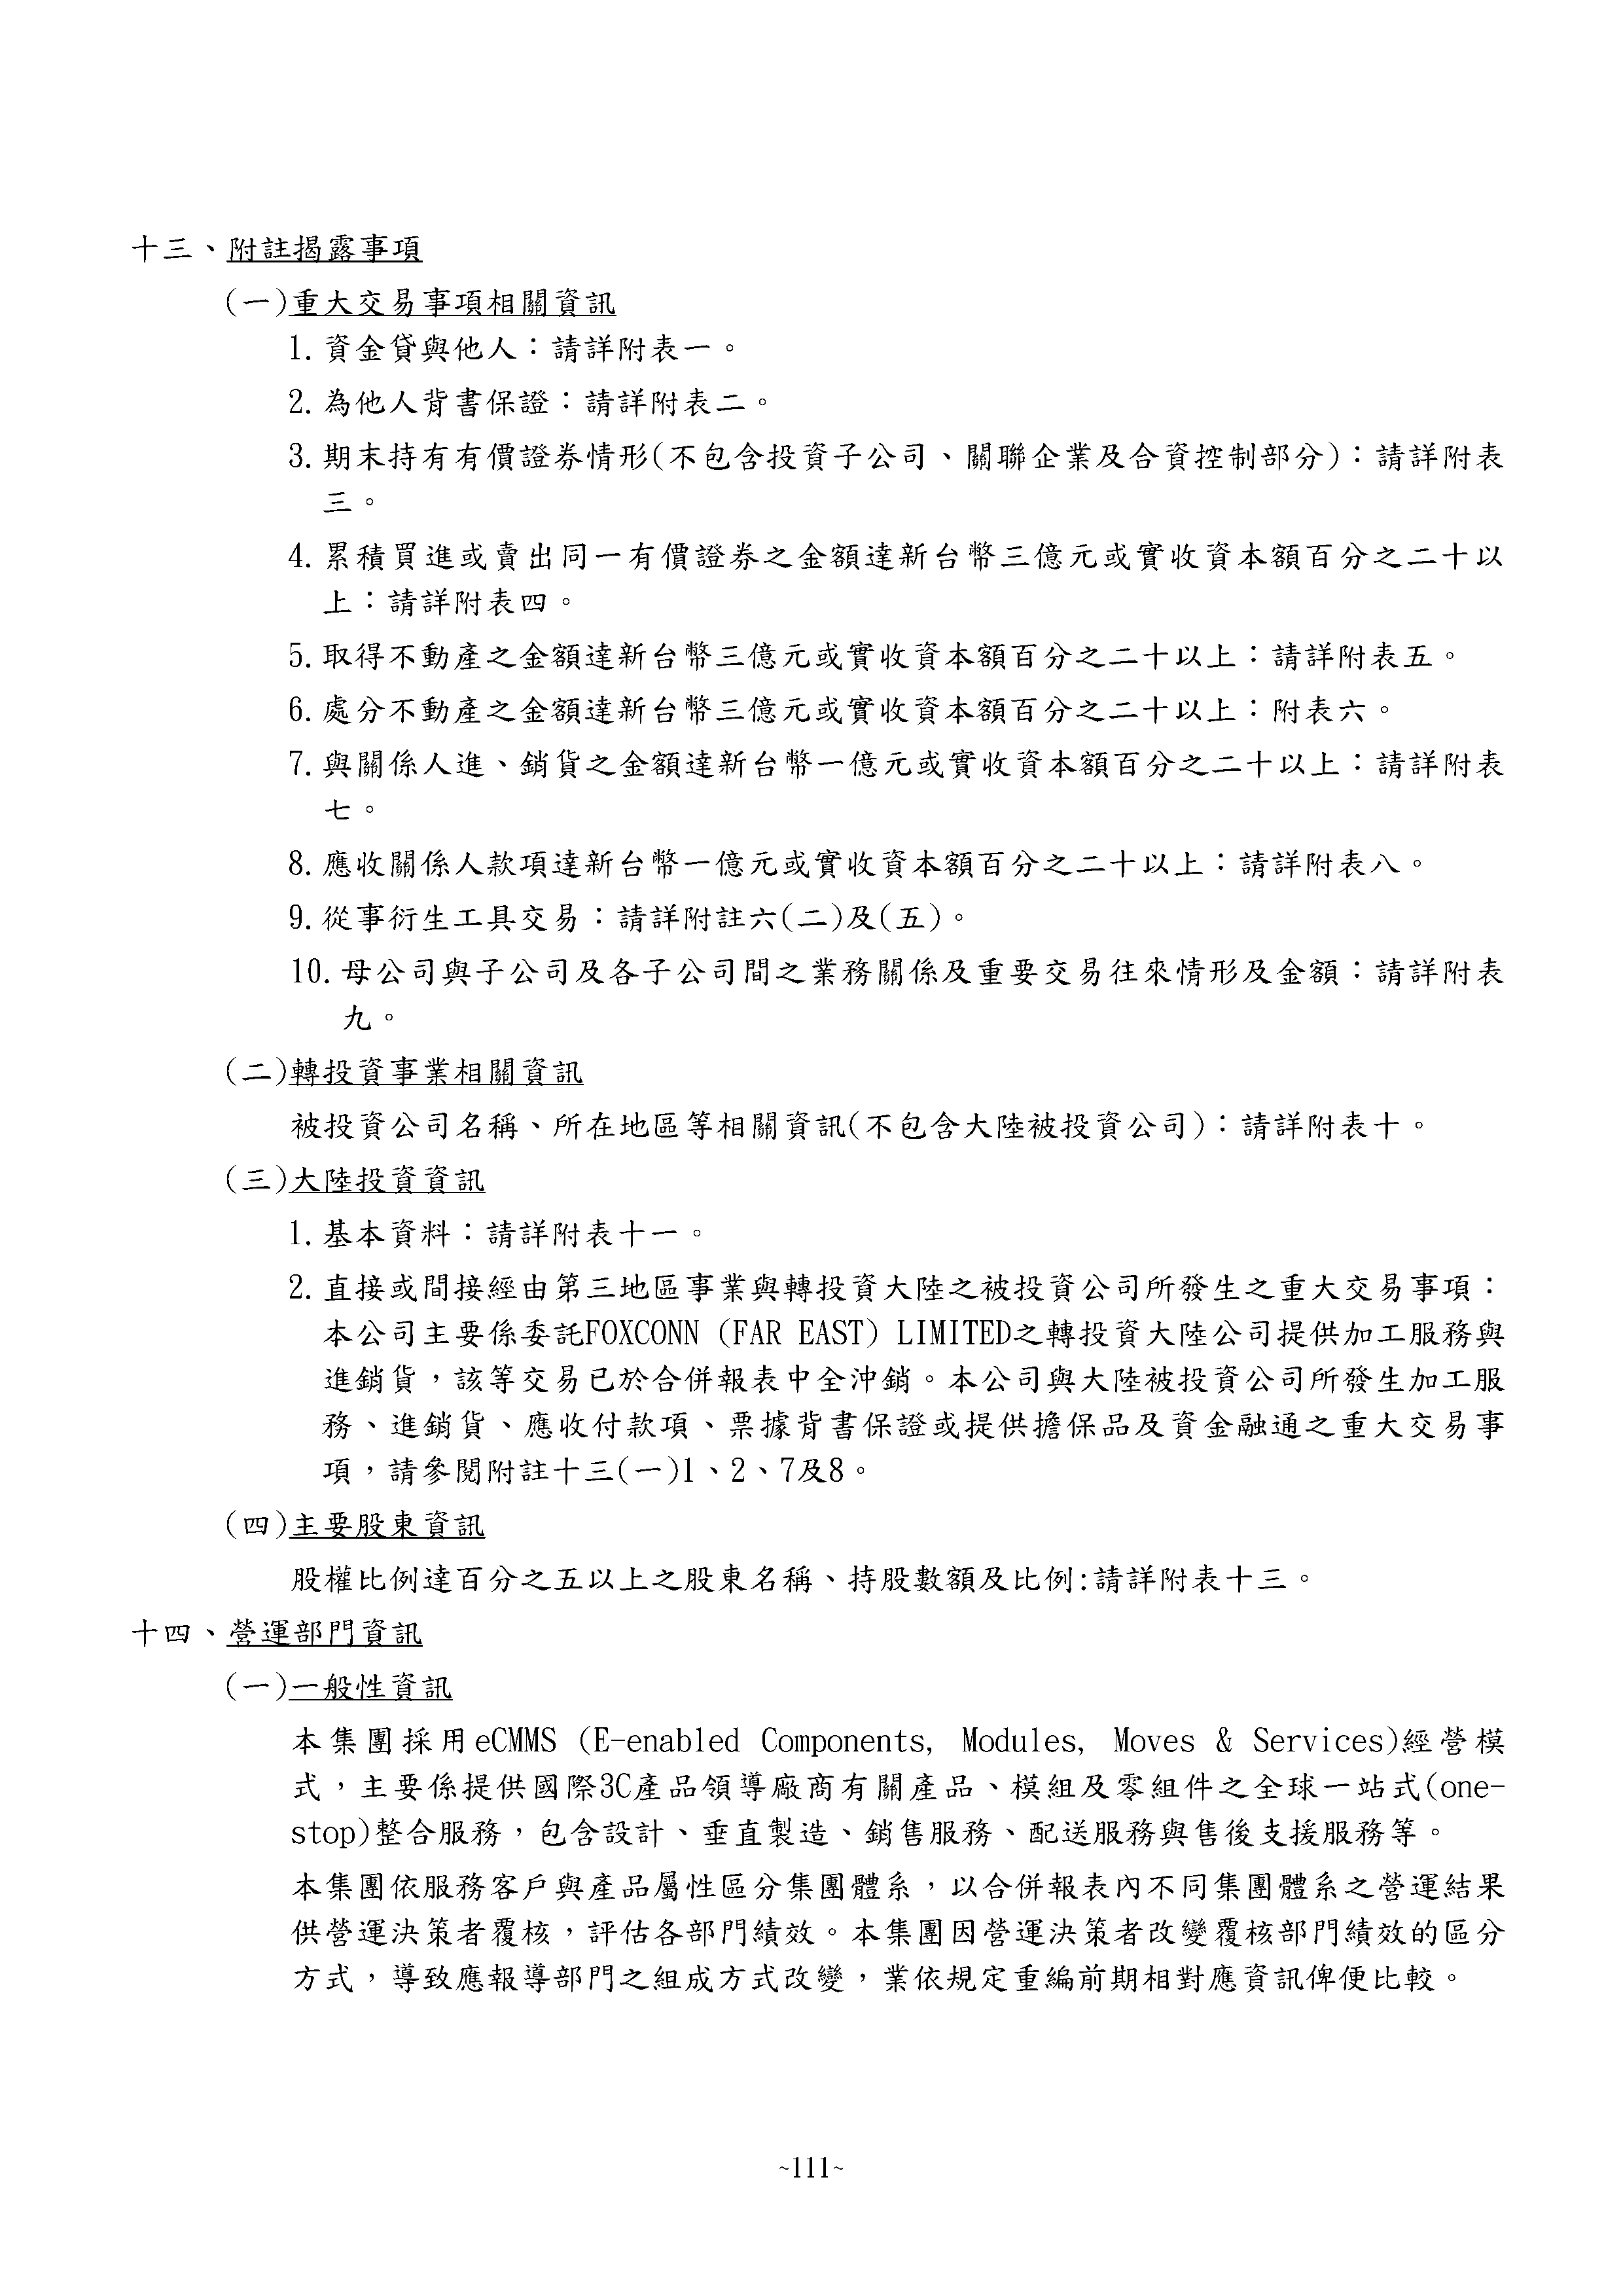 十三、附註揭露事項
(一)重大交易事項相關資訊
1. 資金貸與他人：請詳附表一。
2. 為他人背書保證：請詳附表二。
3. 期末持有有價證券情形(不包含投資子公司、關聯企業及合資控制部分)：請詳附表
三。
4. 累積買進或賣出同一有價證券之金額達新台幣三億元或實收資本額百分之二十以
上：請詳附表四。
5. 取得不動產之金額達新台幣三億元或實收資本額百分之二十以上：請詳附表五。
6. 處分不動產之金額達新台幣三億元或實收資本額百分之二十以上：附表六。
7. 與關係人進、銷貨之金額達新台幣一億元或實收資本額百分之二十以上：請詳附表
七。
8. 應收關係人款項達新台幣一億元或實收資本額百分之二十以上：請詳附表八。
9. 從事衍生工具交易：請詳附註六(二)及(五)。
10. 母公司與子公司及各子公司間之業務關係及重要交易往來情形及金額：請詳附表
九。
(二)轉投資事業相關資訊
被投資公司名稱、所在地區等相關資訊(不包含大陸被投資公司)：請詳附表十。
(三)大陸投資資訊
1. 基本資料：請詳附表十一。
2. 直接或間接經由第三地區事業與轉投資大陸之被投資公司所發生之重大交易事項：
本公司主要係委託FOXCONN (FAR EAST) LIMITED之轉投資大陸公司提供加工服務與
進銷貨，該等交易已於合併報表中全沖銷。本公司與大陸被投資公司所發生加工服
務、進銷貨、應收付款項、票據背書保證或提供擔保品及資金融通之重大交易事
項，請參閱附註十三(一)1、2、7及8。
(四)主要股東資訊
股權比例達百分之五以上之股東名稱、持股數額及比例:請詳附表十三。
十四、營運部門資訊
(一)一般性資訊
本集團採用eCMMS (E-enabled Components, Modules, Moves & Services)經營模
式，主要係提供國際3C產品領導廠商有關產品、模組及零組件之全球一站式(one-
stop)整合服務，包含設計、垂直製造、銷售服務、配送服務與售後支援服務等。
本集團依服務客戶與產品屬性區分集團體系，以合併報表內不同集團體系之營運結果
供營運決策者覆核，評估各部門績效。本集團因營運決策者改變覆核部門績效的區分
方式，導致應報導部門之組成方式改變，業依規定重編前期相對應資訊俾便比較。
~111~